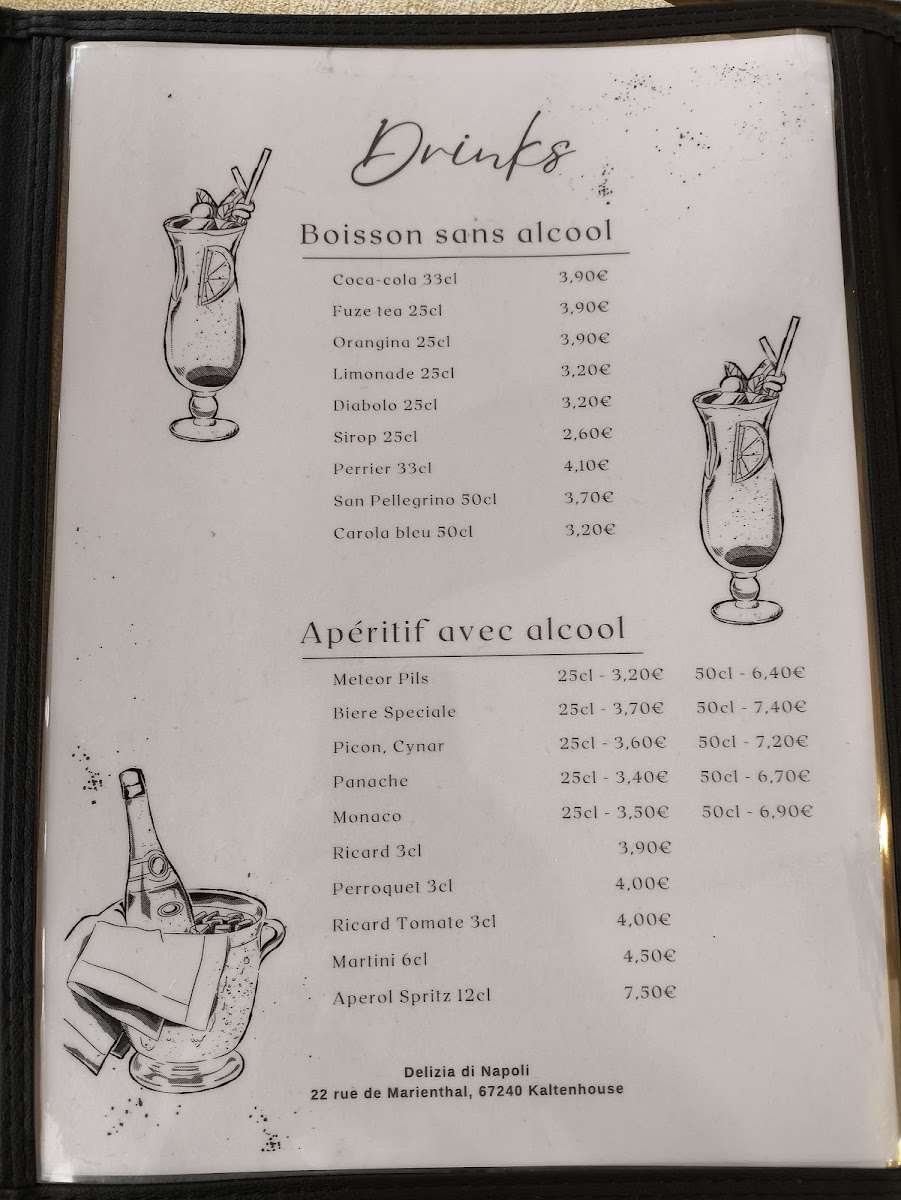 Drinks
Boisson sans alcool
Coca-cola 33cl 3,90€
Fuze tea 25cl 3,90€
Orangina 25cl 3,90€
Limonade 25cl 3,20€
Diabolo 25cl 3,20€
Sirop 25cl 2,60€
Perrier 33cl 4,10€
San Pellegrino 50cl 3,70€
Carola bleu 50cl 3,20€
Apéritif avec alcool
Meteor Pils 25cl - 3,20€ 50cl - 6,40€
Biere Speciale 25cl - 3,70€ 50cl - 7,40€
Picon, Cynar 25cl - 3,60€ 50cl - 7,20€
Panache 25cl - 3,40€ 50cl - 6,70€
Monaco 25cl - 3,50€ 50cl - 6,90€
Ricard 3cl 3,90€
Perroquet 3cl 4,00€
Ricard Tomate 3cl 4,00€
Martini 6cl 4,50€
Aperol Spritz 12cl 7,50€
Delizia di Napoli
22 rue de Marienthal, 67240 Kaltenhouse